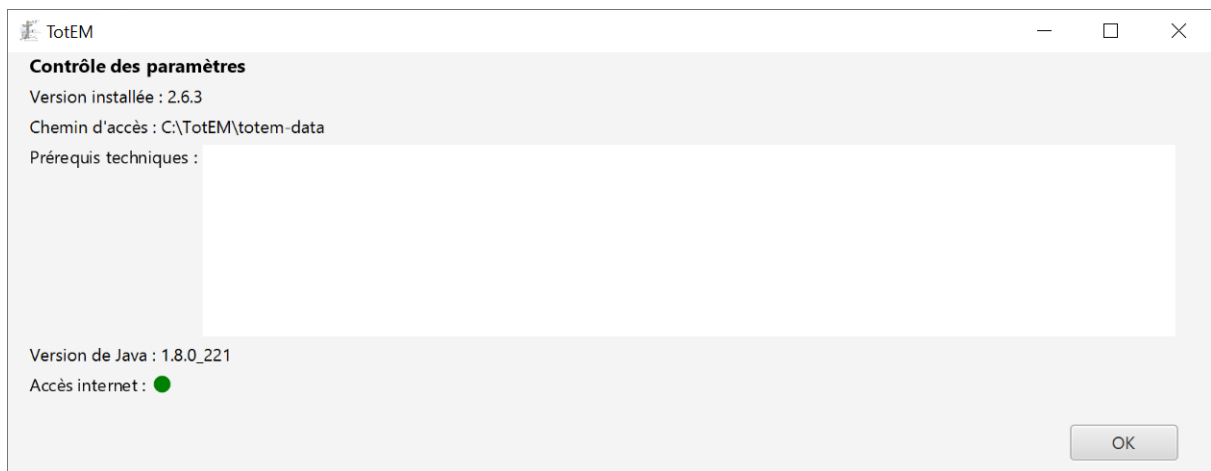 TotEM
Contrôle des paramètres
Version installée : 2.6.3
Chemin d'accès : C:\TotEM\totem-data
Prérequis techniques :
Version de Java : 1.8.0_221
Accès internet :
OK